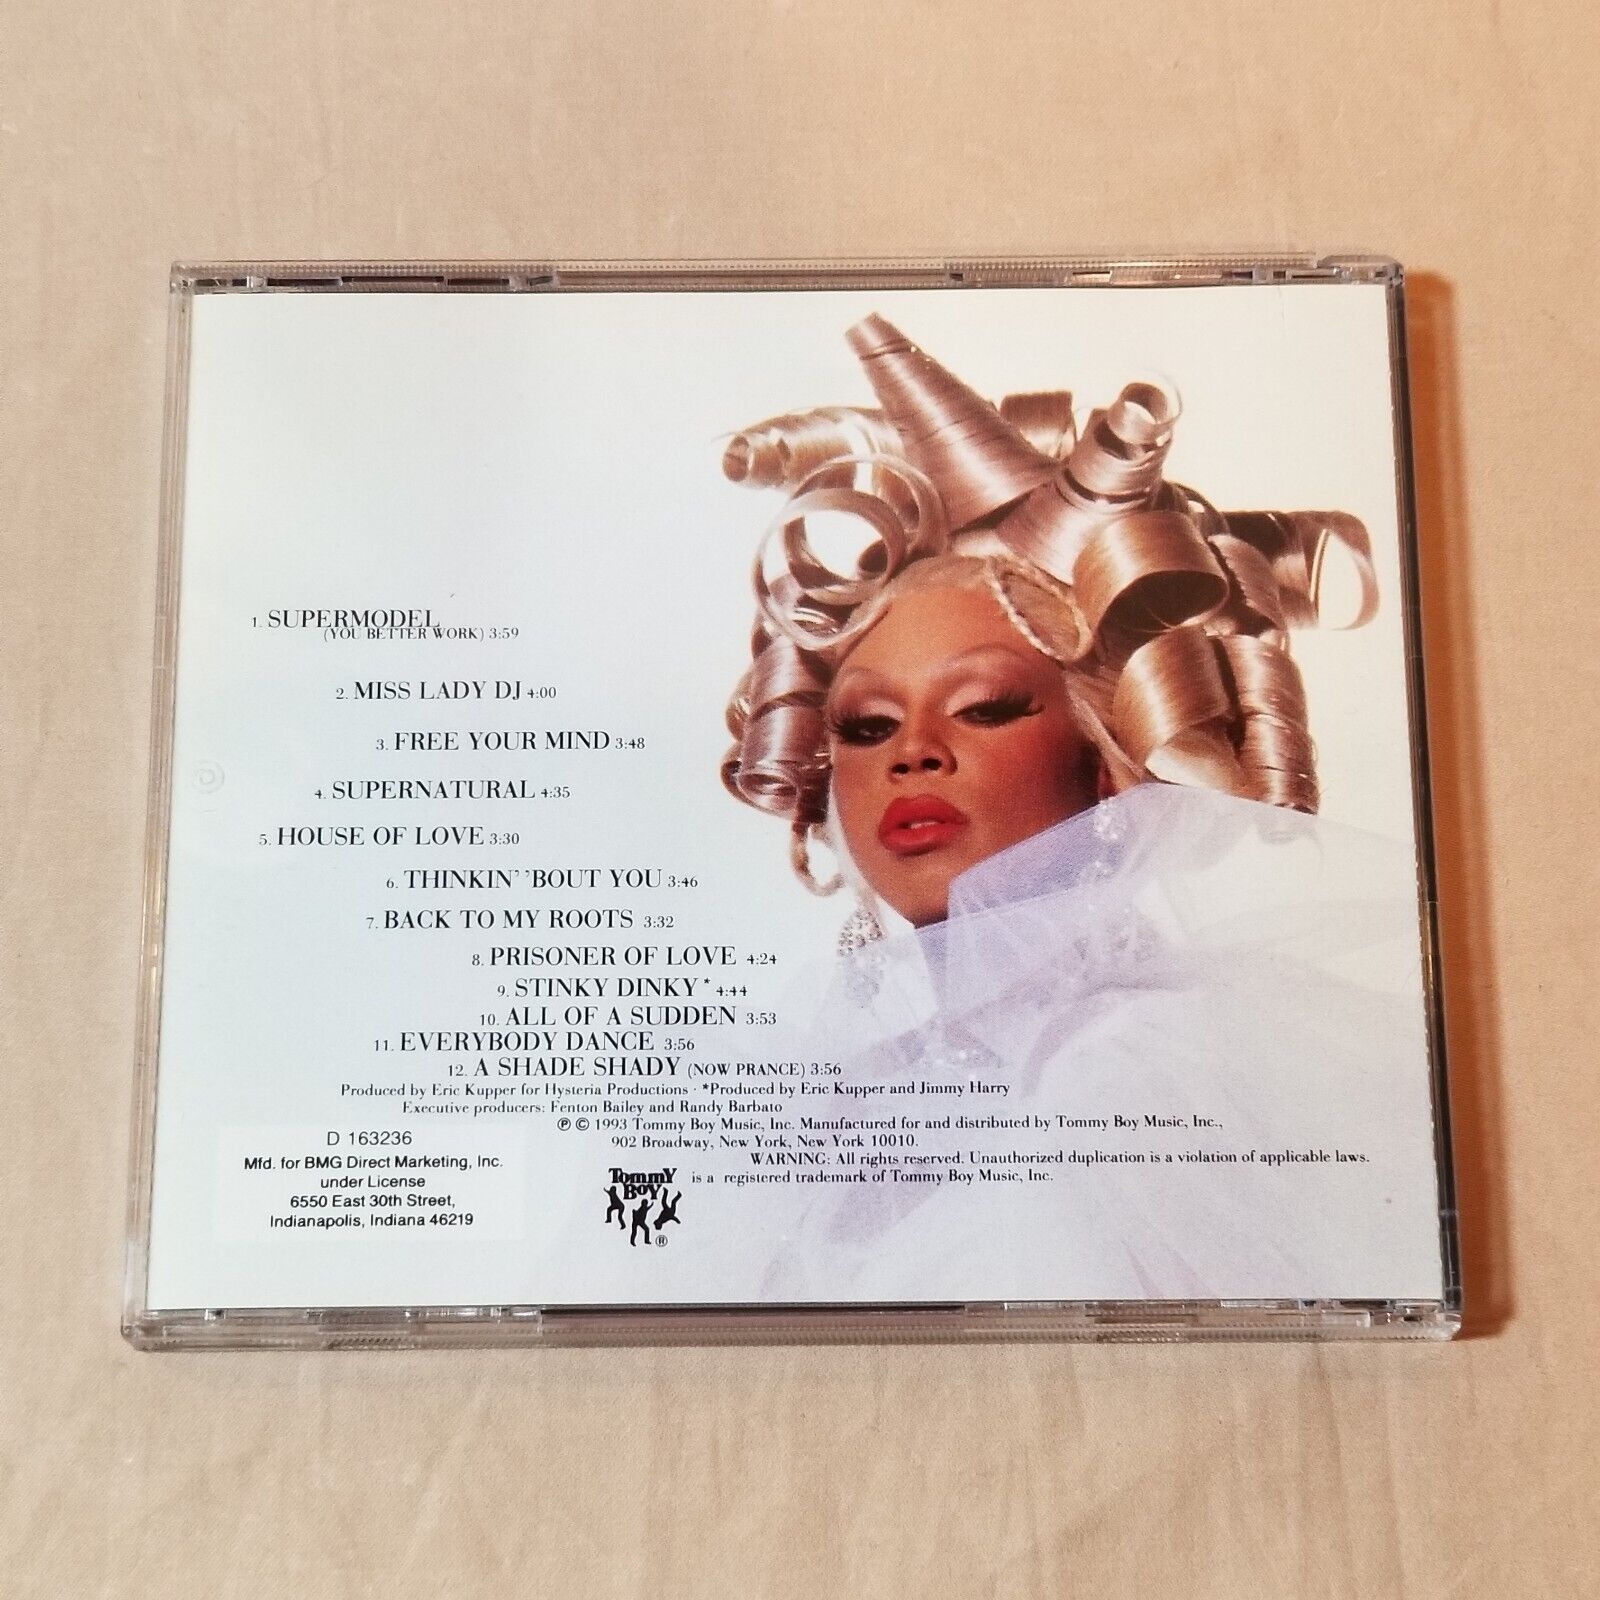 1. SUPERMODEL
(YOU BETTER WORK) 3:59
2. MISS LADY DJ 4:00
3. FREE YOUR MIND 3:48
4. SUPERNATURAL 4:35
5. HOUSE OF LOVE 3:30
6. THINKIN' 'BOUT YOU 3:46
7. BACK TO MY ROOTS 3:32
8. PRISONER OF LOVE 4:24
9. STINKY DINKY* 4:44
10. ALL OF A SUDDEN 3:53
11. EVERYBODY DANCE 3:56
12. A SHADE SHADY (NOW PRANCE) 3:56
Produced by Eric Kupper for Hysteria Productions · *Produced by Eric Kupper and Jimmy Harry
Executive producers: Fenton Bailey and Randy Barbato
℗ © 1993 Tommy Boy Music, Inc. Manufactured for and distributed by Tommy Boy Music, Inc.,
902 Broadway, New York, New York 10010.
WARNING: All rights reserved. Unauthorized duplication is a violation of applicable laws.
Tommy
Boy
®
is a registered trademark of Tommy Boy Music, Inc.
D 163236
Mfd. for BMG Direct Marketing, Inc.
under License
6550 East 30th Street,
Indianapolis, Indiana 46219